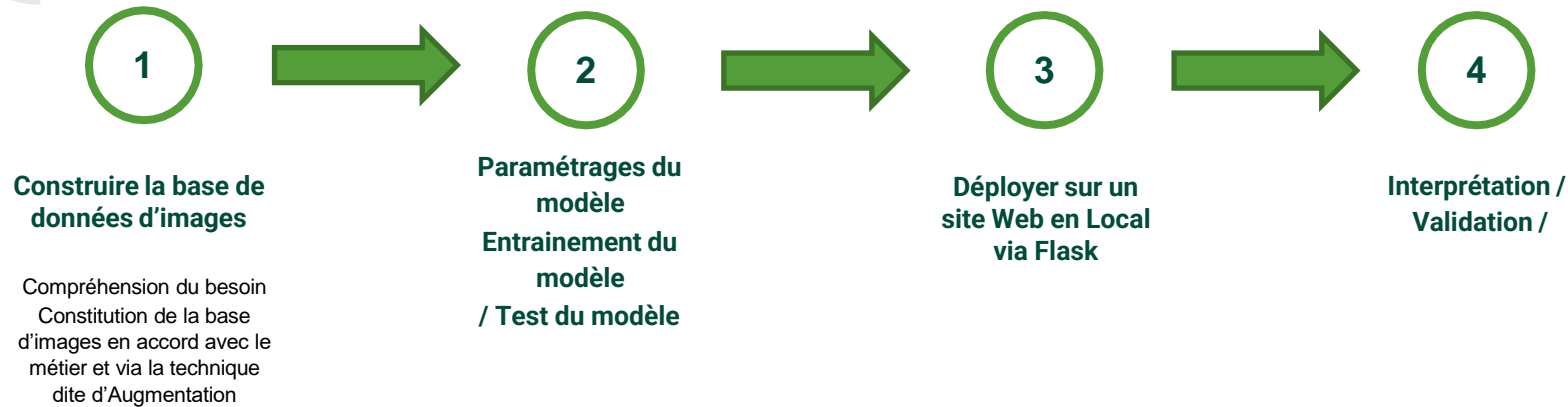 1
Construire la base de
données d’images
Compréhension du besoin
Constitution de la base
d’images en accord avec le
métier et via la technique
dite d’Augmentation
2
Paramétrages du
modèle
Entrainement du
modèle
/ Test du modèle
3
Déployer sur un
site Web en Local
via Flask
4
Interprétation /
Validation /